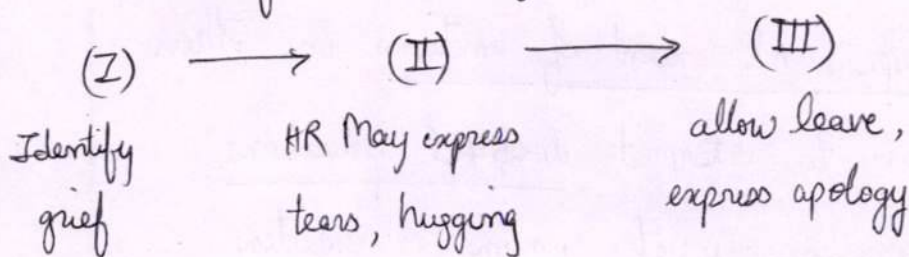 (I) → (II) → (III)
Identify HR May express allow leave,
grief tears, hugging express apology